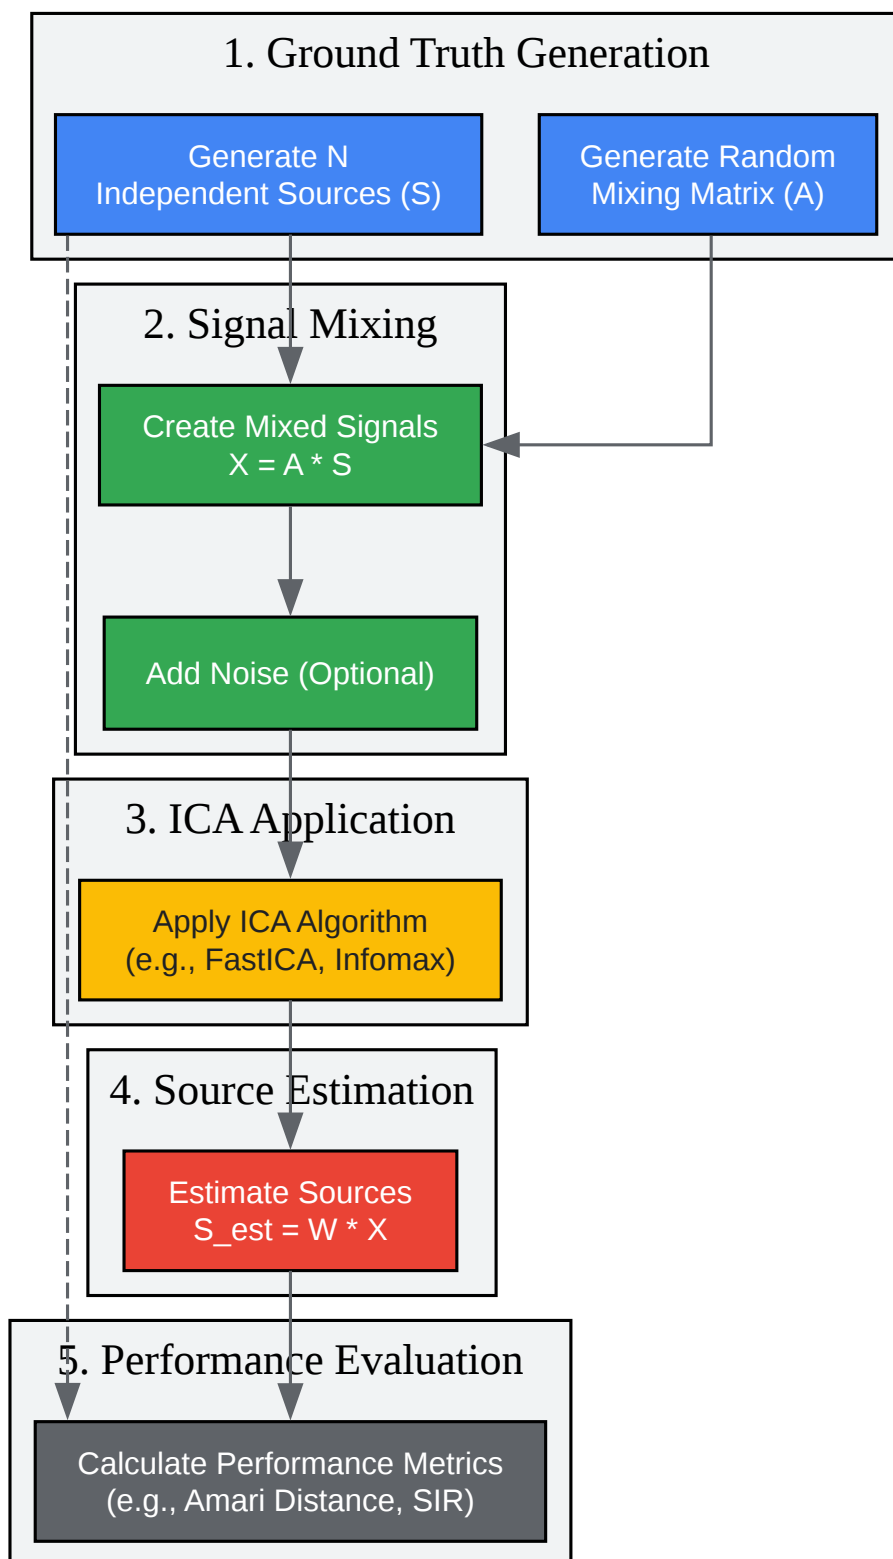 1. Ground Truth Generation
Generate N
Independent Sources (S)
Generate Random
Mixing Matrix (A)
2. Signal Mixing
Create Mixed Signals
X = A * S
Add Noise (Optional)
3. ICA Application
Apply ICA Algorithm
(e.g., FastICA, Infomax)
4. Source Estimation
Estimate Sources
S_est = W * X
5. Performance Evaluation
Calculate Performance Metrics
(e.g., Amari Distance, SIR)